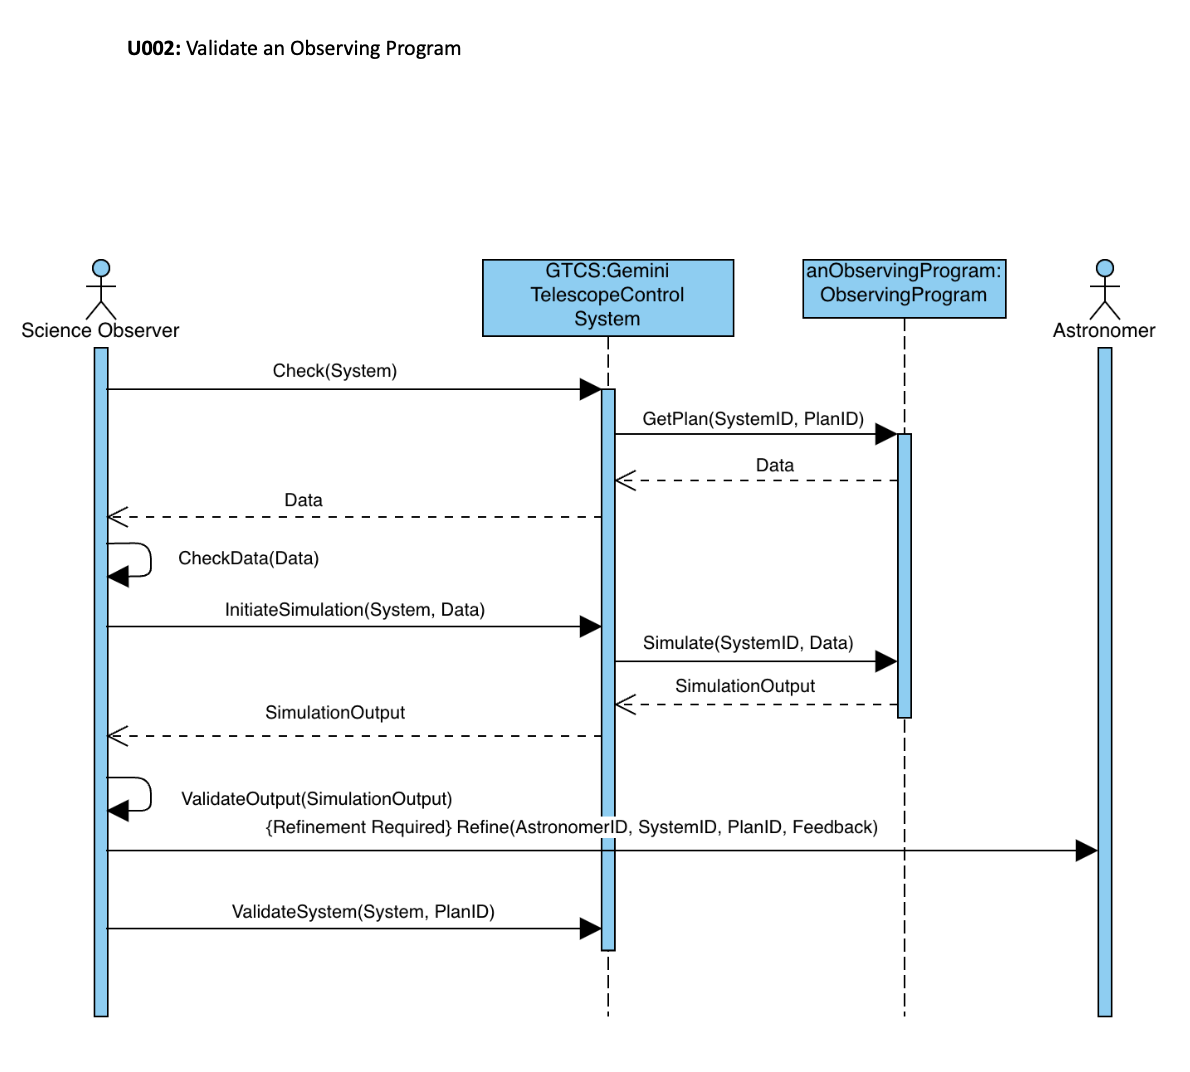 U002: Validate an Observing Program
Science Observer
GTCS:Gemini
TelescopeControl
System
anObservingProgram:
ObservingProgram
Astronomer
Check(System)
GetPlan(SystemID, PlanID)
Data
Data
CheckData(Data)
InitiateSimulation(System, Data)
Simulate(SystemID, Data)
SimulationOutput
SimulationOutput
ValidateOutput(SimulationOutput)
{Refinement Required} Refine(AstronomerID, SystemID, PlanID, Feedback)
ValidateSystem(System, PlanID)